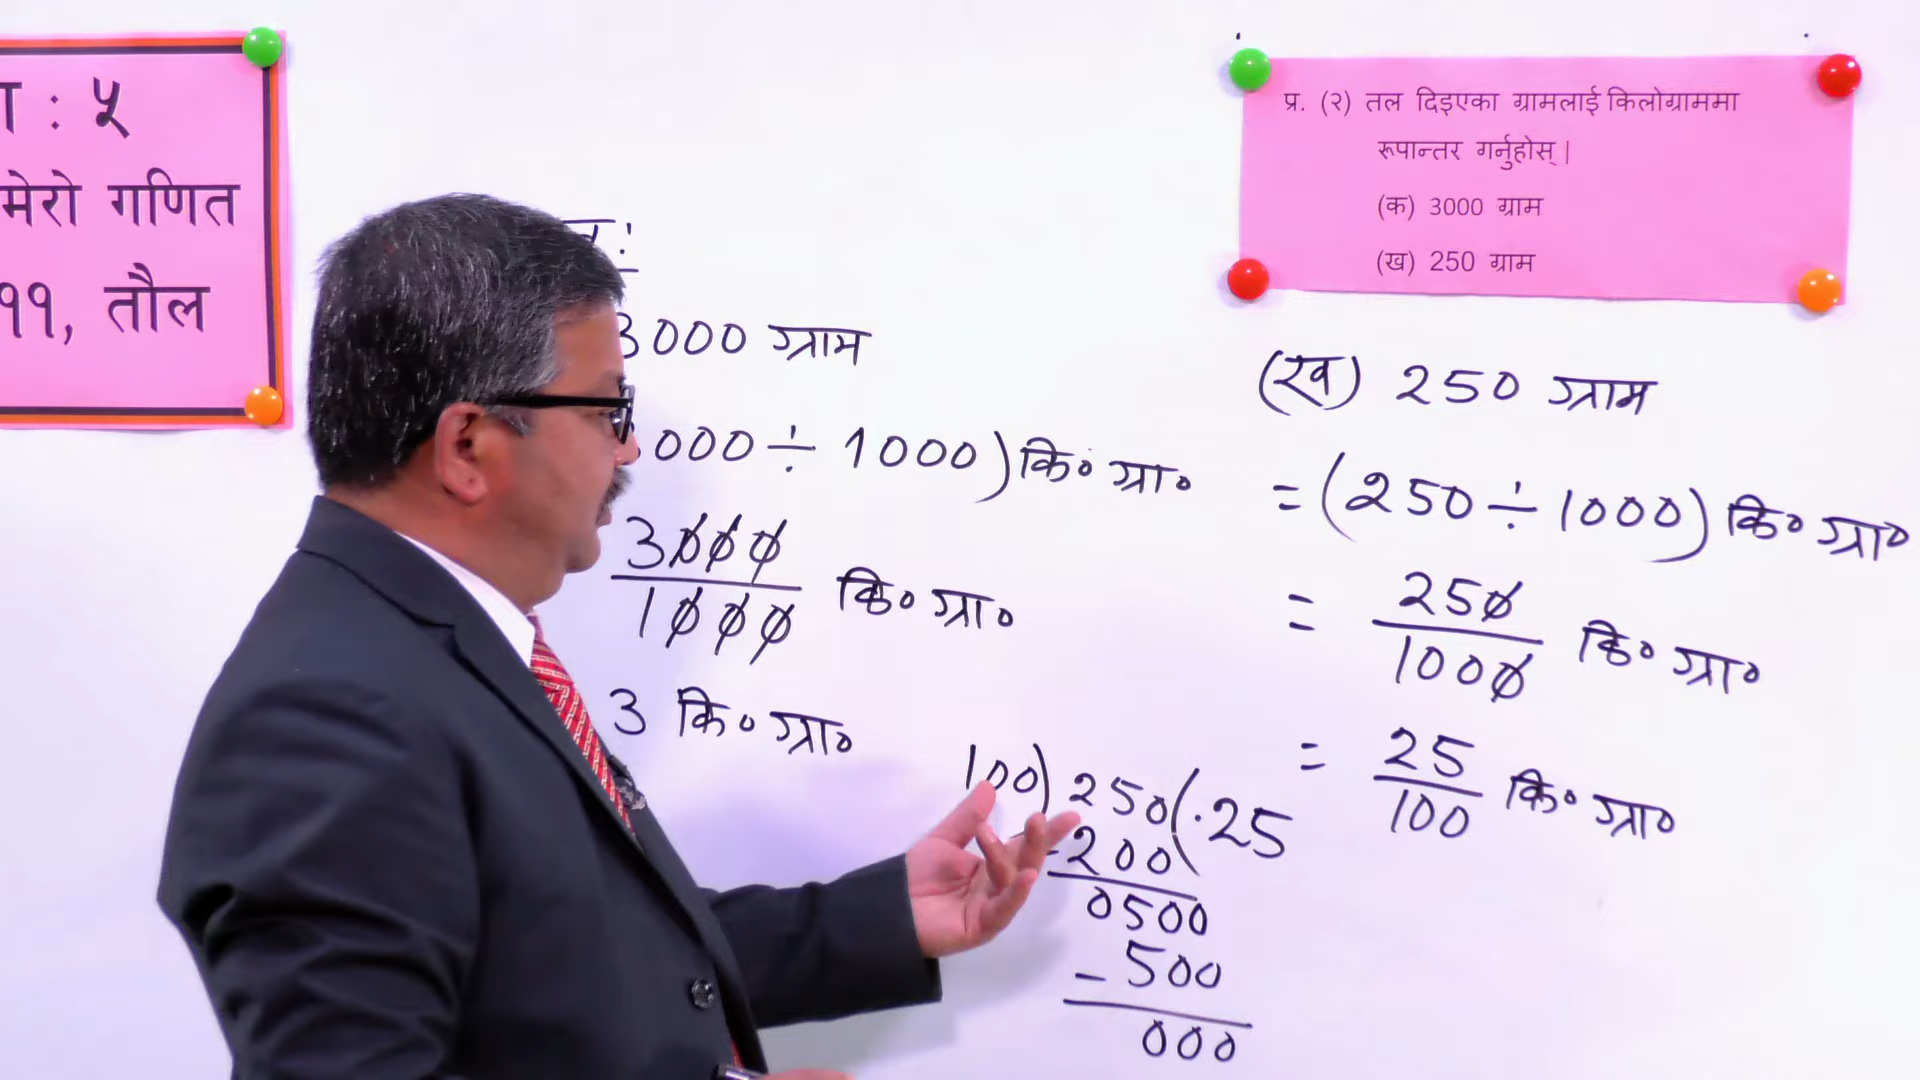 : ५
मेरो गणित
११, तौल
प्र. (२) तल दिइएका ग्रामलाई किलोग्राममा
रूपान्तर गर्नुहोस् |
(क) 3000 ग्राम
(ख) 250 ग्राम
3000 ग्राम
000 ÷ 1000) कि॰ ग्रा॰
3000
1000 कि॰ ग्रा॰
3 कि॰ ग्रा॰
(ख) 250 ग्राम
= (250 ÷ 1000) कि॰ ग्रा॰
= 250
1000 कि॰ ग्रा॰
= 25
100 कि॰ ग्रा॰
100) 250 (.25
-200
0500
- 500
000